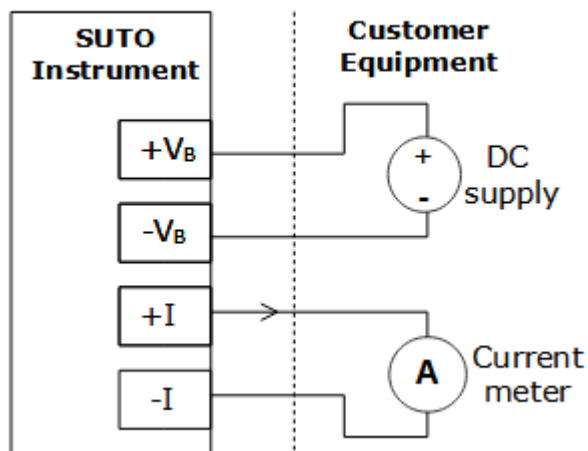 SUTO
Instrument
Customer
Equipment
+VB
-VB
+I
-I
+
-
DC
supply
A
Current
meter